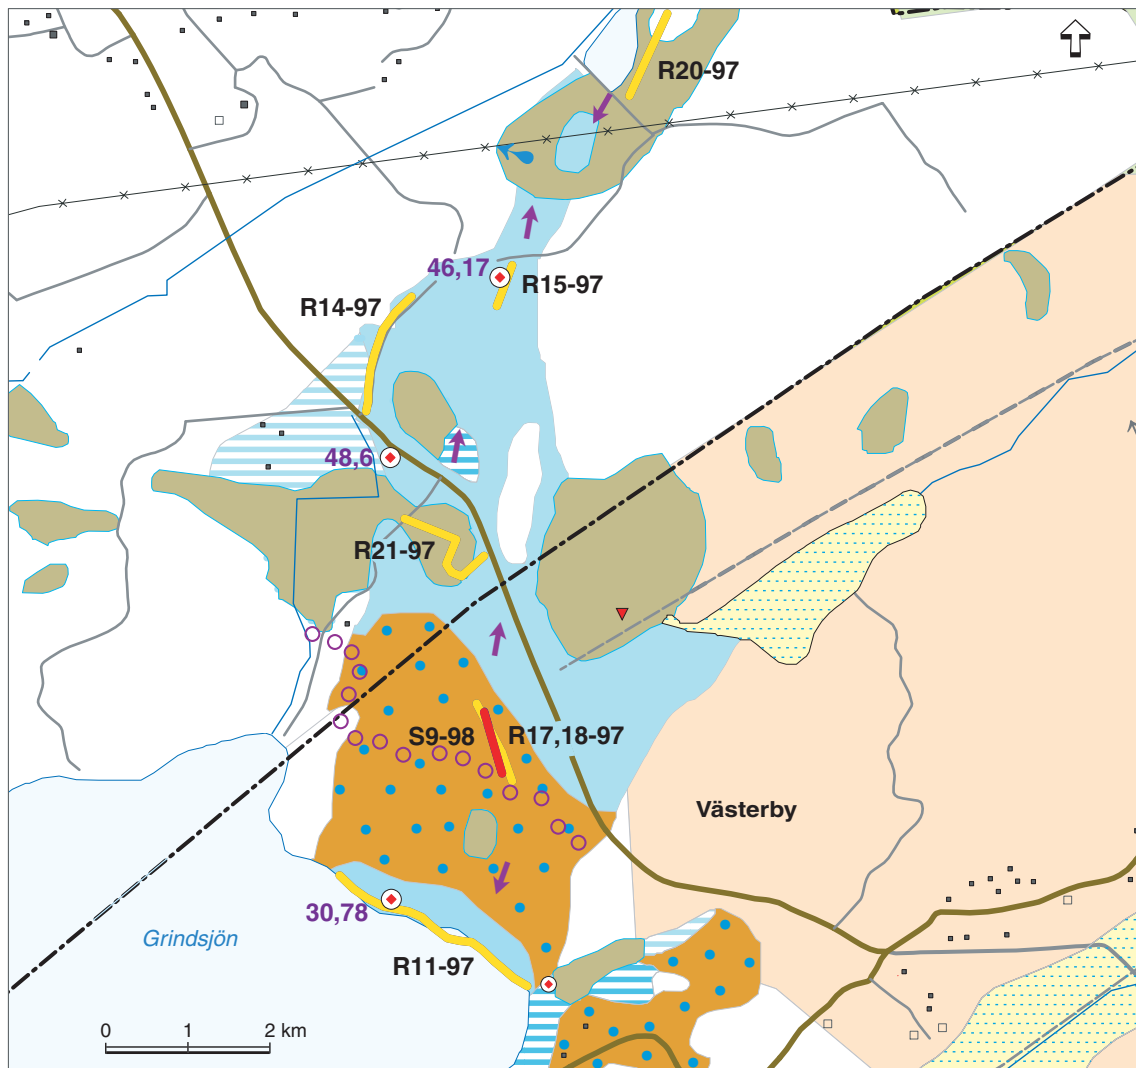 R20-97
46,17
R15-97
R14-97
48,6
R21-97
S9-98 R17,18-97
Västerby
30,78
Grindsjön
R11-97
0 1 2 km